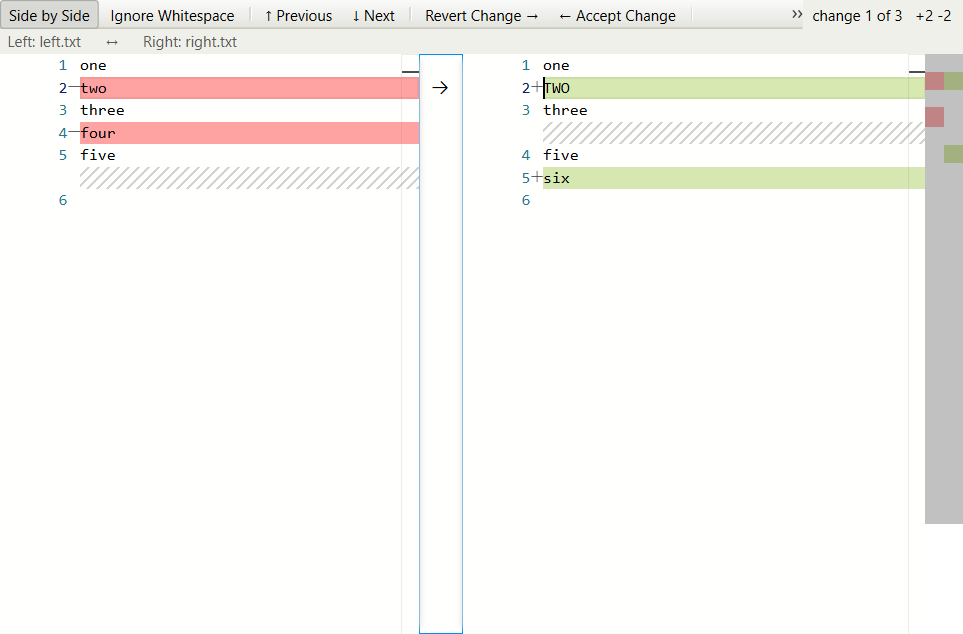 Side by Side Ignore Whitespace ↑ Previous ↓ Next Revert Change → ← Accept Change » change 1 of 3 +2 -2
Left: left.txt ↔ Right: right.txt
1 one
2 two
3 three
4 four
5 five
6
→
1 one
2 TWO
3 three
4 five
5 six
6